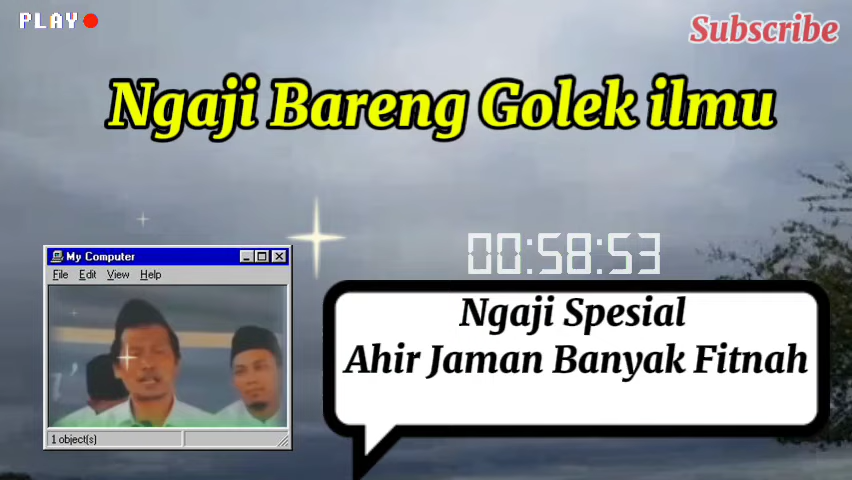 PLAY
Subscribe
Ngaji Bareng Golek ilmu
My Computer
File Edit View Help
00:58:53
Ngaji Spesial
Ahir Jaman Banyak Fitnah
1 object(s)